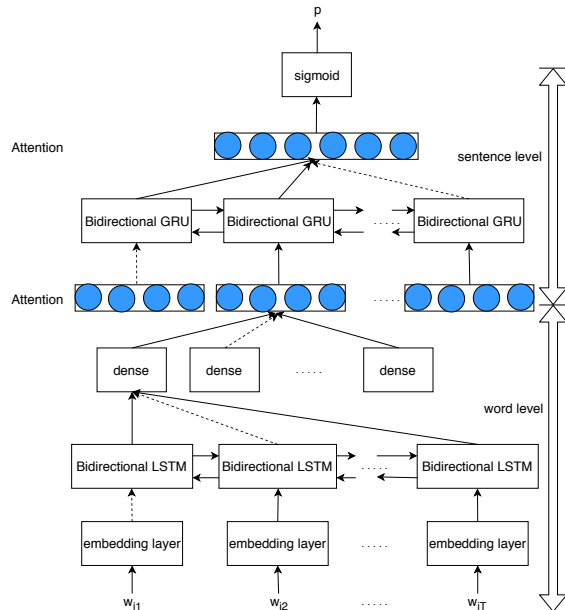 p
sigmoid
Attention
sentence level
Bidirectional GRU Bidirectional GRU ..... Bidirectional GRU
Attention
.....
dense dense ..... dense
word level
Bidirectional LSTM Bidirectional LSTM ..... Bidirectional LSTM
embedding layer embedding layer ..... embedding layer
wi1 wi2 ..... wiT